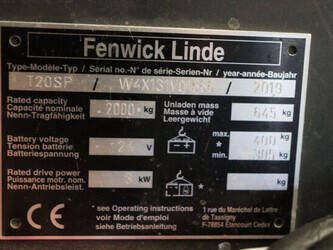 Fenwick Linde
Type-Modèle-Typ / Serial no.-N° de série-Serien-Nr / year-année-Baujahr
T20SP / / 2019
Rated capacity
Capacité nominale
Nenn-Tragfähigkeit
2000 kg
Unladen mass
Masse à vide
Leergewicht
645 kg
Battery voltage
Tension batterie
Batteriespannung
24 V
max. 400 kg
min.
Rated drive power
Puissance mot. nom.
Nenn-Antriebsleist.
kW
* see Operating instructions
voir Mode d'emploi
siehe Betriebsanleitung
1 rue du Maréchal de Lattre
de Tassigny
F-78854 Elancourt Cedex